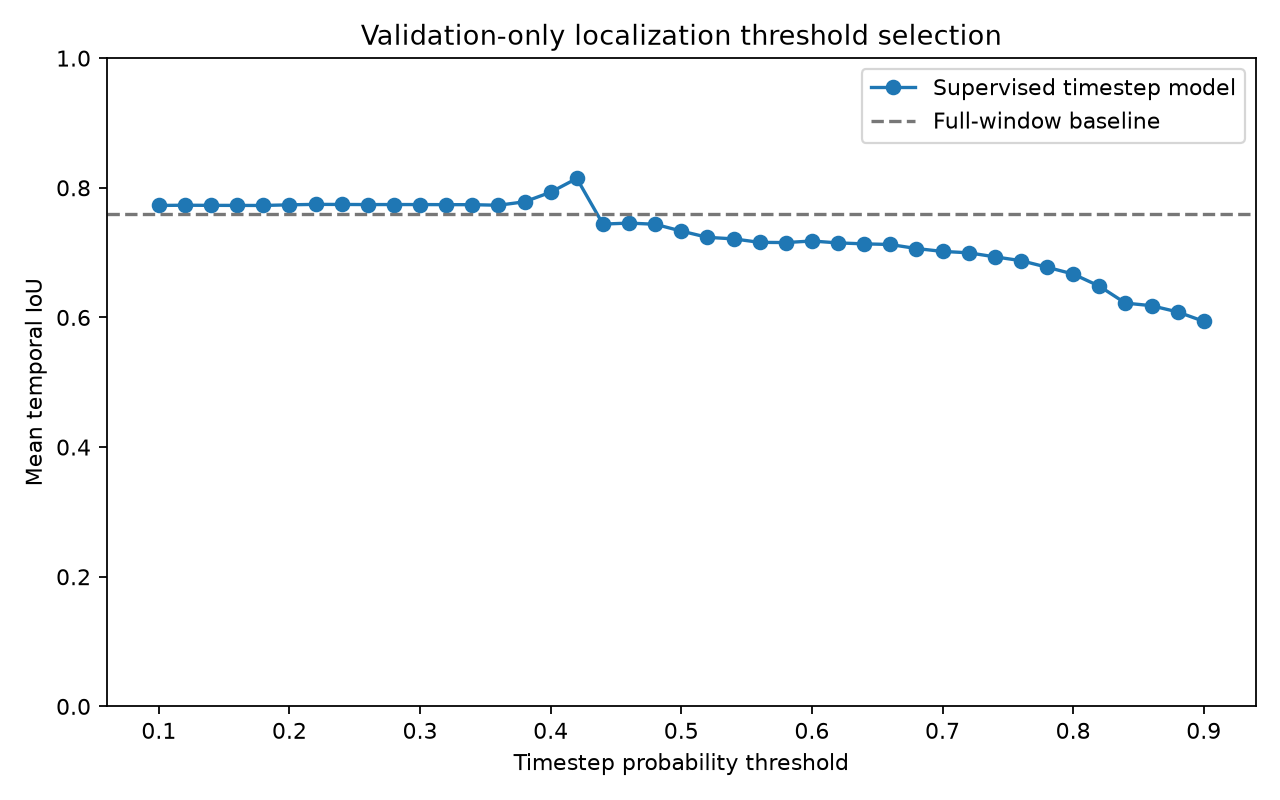 Validation-only localization threshold selection
Supervised timestep model
Full-window baseline
Mean temporal IoU
1.0
0.8
0.6
0.4
0.2
0.0
0.1 0.2 0.3 0.4 0.5 0.6 0.7 0.8 0.9
Timestep probability threshold